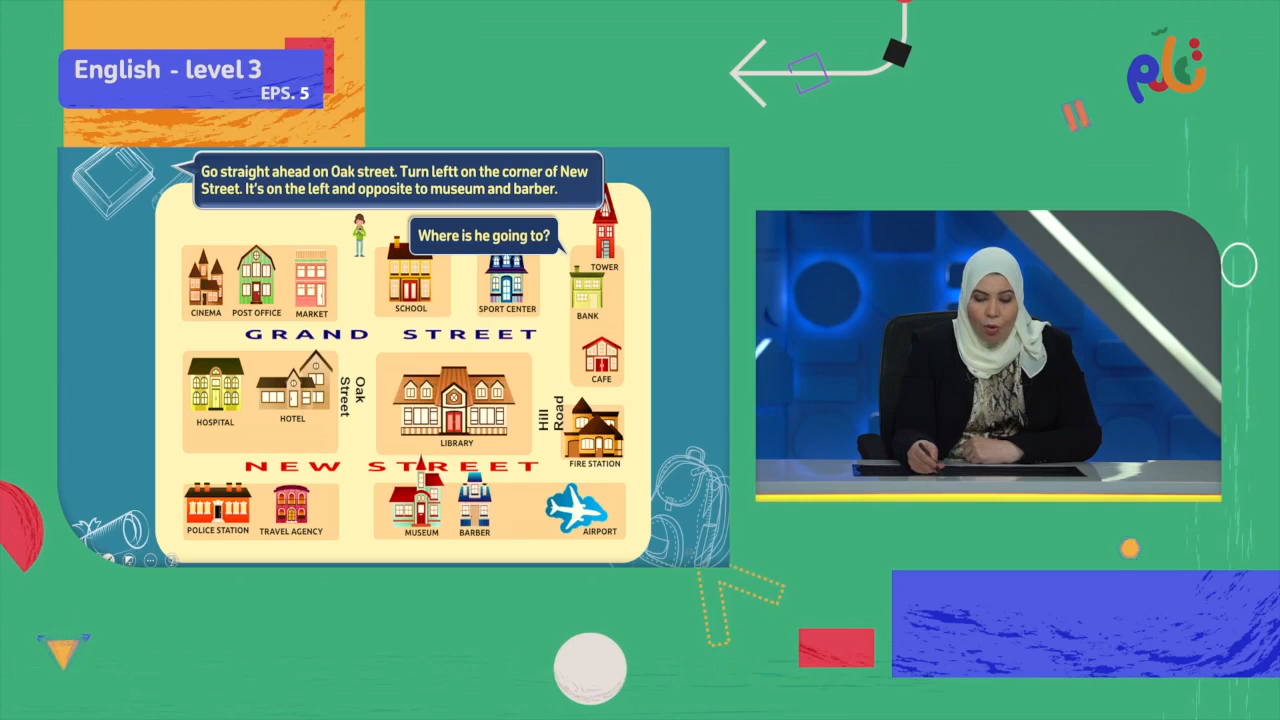 English - level 3
EPS. 5
تعلم
Go straight ahead on Oak street. Turn leftt on the corner of New
Street. It's on the left and opposite to museum and barber.
Where is he going to?
TOWER
CINEMA
POST OFFICE
MARKET
SCHOOL
SPORT CENTER
BANK
GRAND STREET
CAFE
HOSPITAL
HOTEL
Oak
Street
LIBRARY
Hill
Road
FIRE STATION
NEW STREET
POLICE STATION
TRAVEL AGENCY
MUSEUM
BARBER
AIRPORT